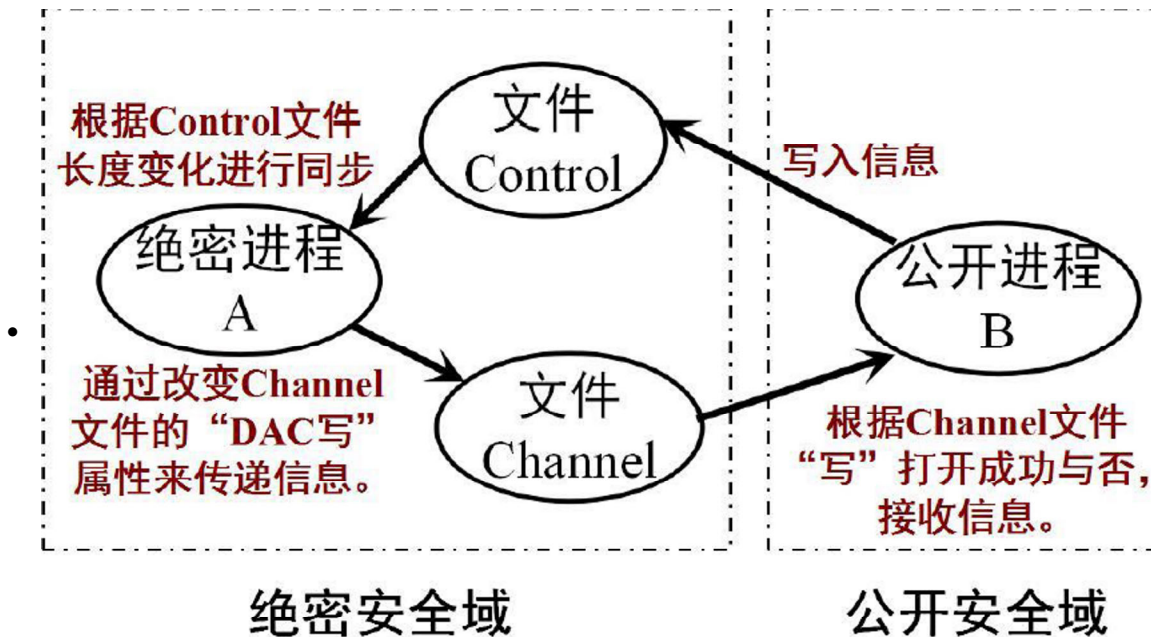 文件
Control
根据Control文件
长度变化进行同步
写入信息
绝密进程
A
公开进程
B
通过改变Channel
文件的“DAC写”
属性来传递信息。
文件
Channel
根据Channel文件
“写”打开成功与否，
接收信息。
绝密安全域
公开安全域